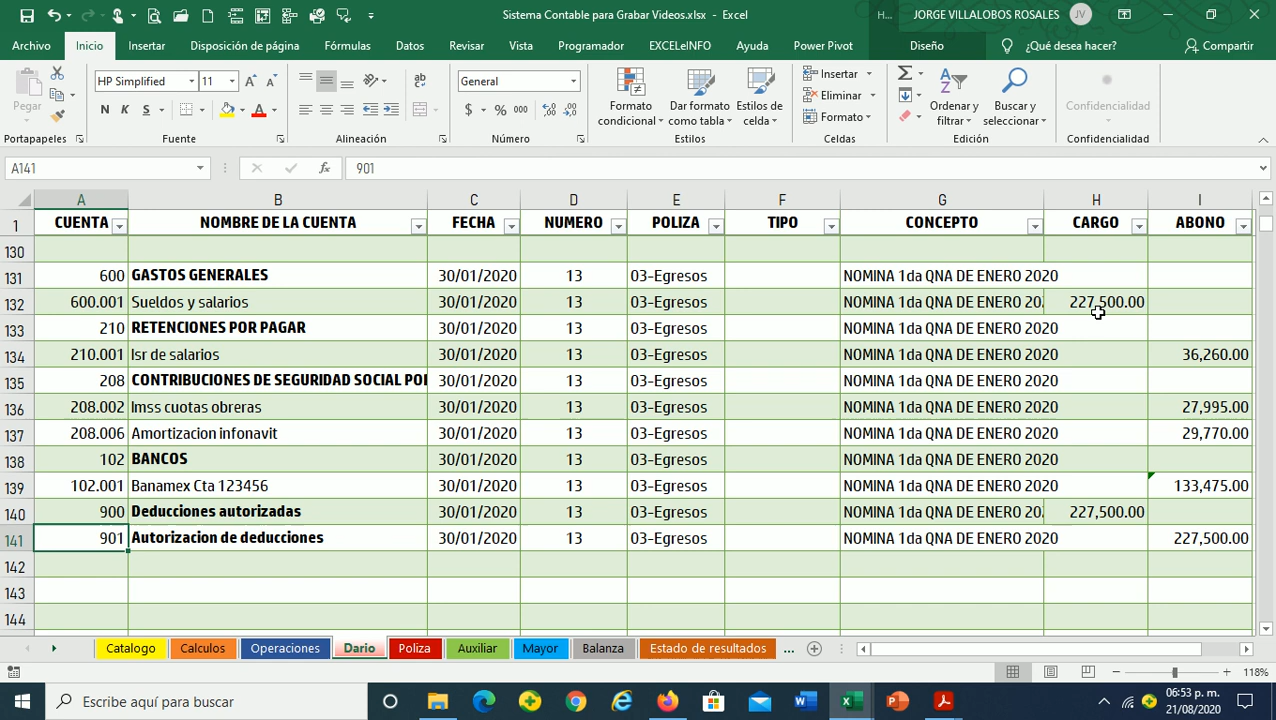 Sistema Contable para Grabar Videos.xlsx - Excel
H...
JORGE VILLALOBOS ROSALES
JV
Archivo Inicio Insertar Disposición de página Fórmulas Datos Revisar Vista Programador EXCELeINFO Ayuda Power Pivot Diseño ¿Qué desea hacer? Compartir
Pegar
HP Simplified 11
N K S
ab
General
$ % 000
Formato condicional
Dar formato como tabla
Estilos de celda
Insertar
Eliminar
Formato
Ordenar y filtrar
Buscar y seleccionar
Confidencialidad
Portapapeles Fuente Alineación Número Estilos Celdas Edición Confidencialidad
A141 fx 901
A B C D E F G H I
1 CUENTA NOMBRE DE LA CUENTA FECHA NUMERO POLIZA TIPO CONCEPTO CARGO ABONO
130
131 600 GASTOS GENERALES 30/01/2020 13 03-Egresos NOMINA 1da QNA DE ENERO 2020
132 600.001 Sueldos y salarios 30/01/2020 13 03-Egresos NOMINA 1da QNA DE ENERO 20 227,500.00
133 210 RETENCIONES POR PAGAR 30/01/2020 13 03-Egresos NOMINA 1da QNA DE ENERO 2020
134 210.001 Isr de salarios 30/01/2020 13 03-Egresos NOMINA 1da QNA DE ENERO 2020 36,260.00
135 208 CONTRIBUCIONES DE SEGURIDAD SOCIAL POR 30/01/2020 13 03-Egresos NOMINA 1da QNA DE ENERO 2020
136 208.002 Imss cuotas obreras 30/01/2020 13 03-Egresos NOMINA 1da QNA DE ENERO 2020 27,995.00
137 208.006 Amortizacion infonavit 30/01/2020 13 03-Egresos NOMINA 1da QNA DE ENERO 2020 29,770.00
138 102 BANCOS 30/01/2020 13 03-Egresos NOMINA 1da QNA DE ENERO 2020
139 102.001 Banamex Cta 123456 30/01/2020 13 03-Egresos NOMINA 1da QNA DE ENERO 2020 133,475.00
140 900 Deducciones autorizadas 30/01/2020 13 03-Egresos NOMINA 1da QNA DE ENERO 20 227,500.00
141 901 Autorizacion de deducciones 30/01/2020 13 03-Egresos NOMINA 1da QNA DE ENERO 2020 227,500.00
142
143
144
Catalogo Calculos Operaciones Dario Poliza Auxiliar Mayor Balanza Estado de resultados ...
118%
Escribe aquí para buscar
06:53 p. m.
21/08/2020